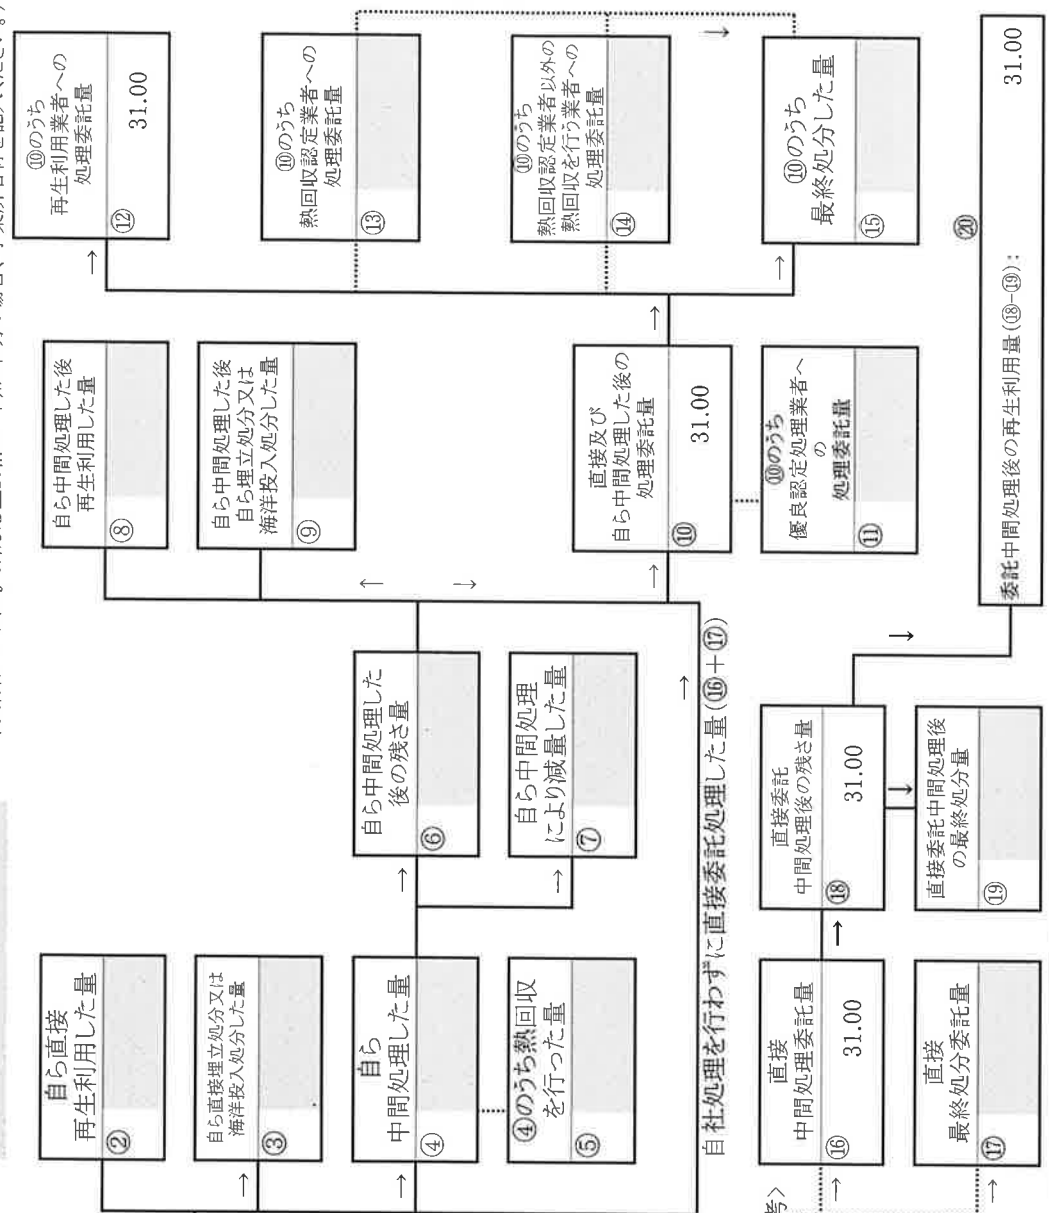 自ら直接
再生利用した量
②
自ら直接埋立処分又は
海洋投入処分した量
③
自ら
中間処理した量
④
④のうち熱回収
を行った量
⑤
自ら中間処理した
後の残さ量
⑥
自ら中間処理
により減量した量
⑦
自ら中間処理した後
再生利用した量
⑧
自ら中間処理した後
自ら埋立処分又は
海洋投入処分した量
⑨
直接及び
自ら中間処理した後の
処理委託量
⑩
31.00
⑩のうち
優良認定処理業者へ
の
処理委託量
⑪
⑩のうち
再生利用業者への
処理委託量
⑫
31.00
⑩のうち
熱回収認定業者への
処理委託量
⑬
⑩のうち
熱回収認定業者以外の
熱回収を行う業者への
処理委託量
⑭
⑩のうち
最終処分した量
⑮
自社処理を行わずに直接委託処理した量(⑯+⑰)
考>
直接
中間処理委託量
⑯
31.00
直接
最終処分委託量
⑰
直接委託
中間処理後の残さ量
⑱
31.00
直接委託中間処理後
の最終処分量
⑲
⑳
委託中間処理後の再生利用量(⑱-⑲):
31.00